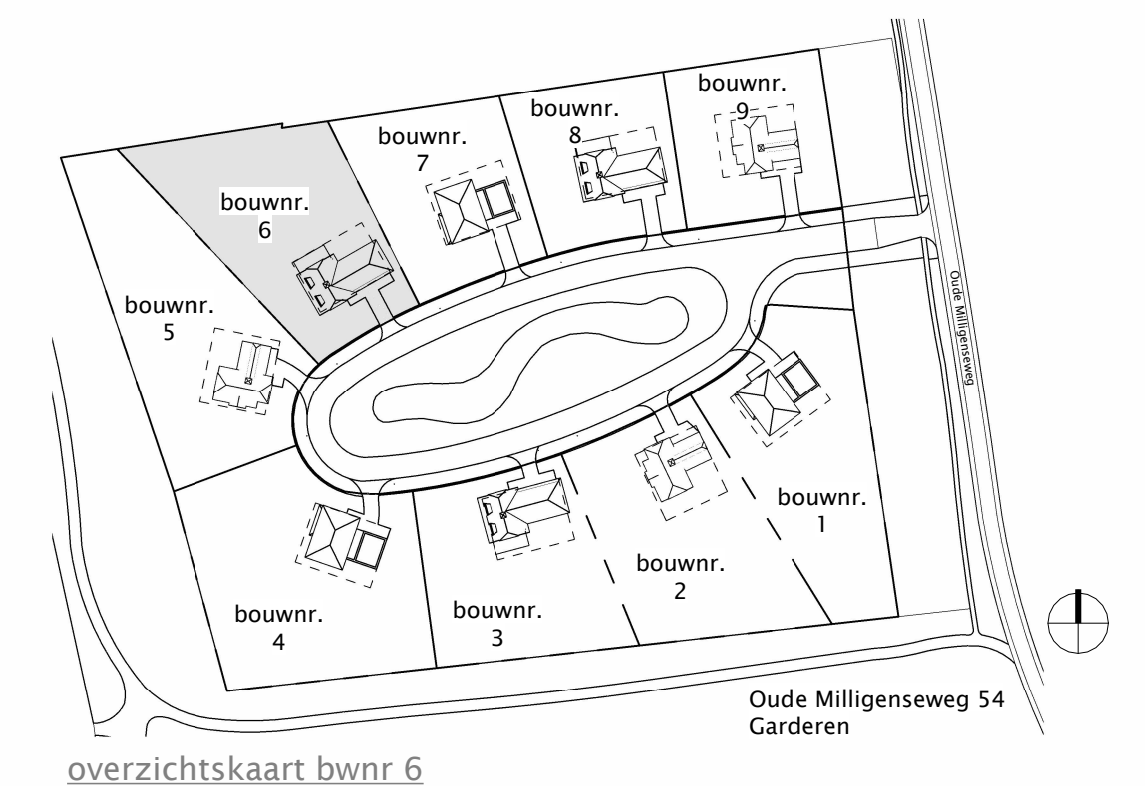 bouwnr.
9
bouwnr.
8
bouwnr.
7
bouwnr.
6
bouwnr.
5
Oude Milligenseweg
bouwnr.
1
bouwnr.
2
bouwnr.
3
bouwnr.
4
Oude Milligenseweg 54
Garderen
overzichtskaart bwnr 6